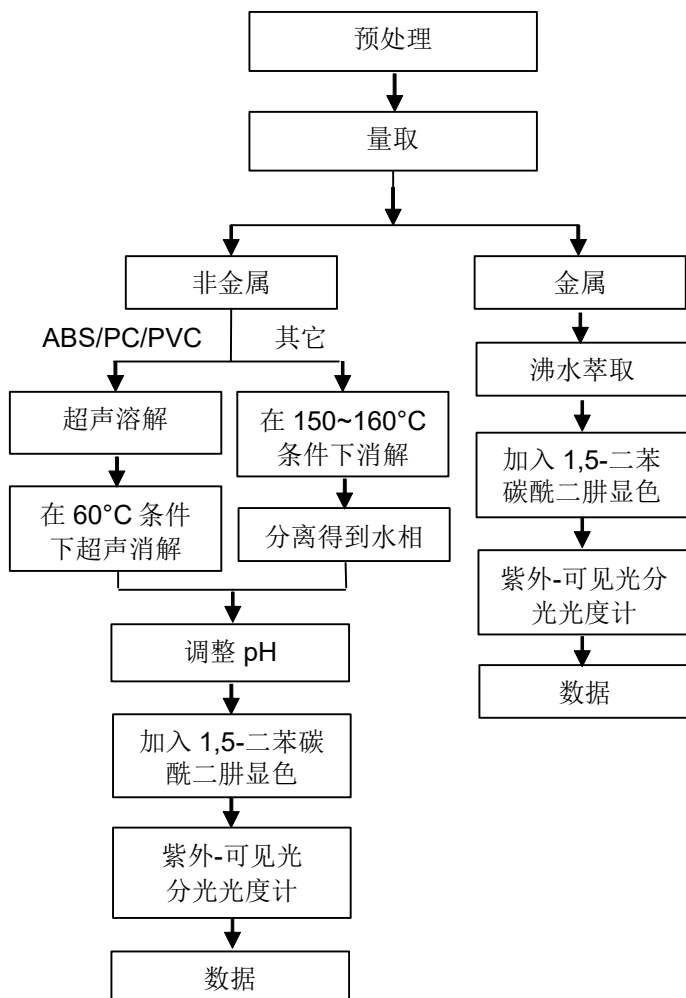 预处理
量取
非金属
金属
ABS/PC/PVC
其它
超声溶解
在 60°C 条件
下超声消解
在 150~160°C
条件下消解
分离得到水相
调整 pH
加入 1,5-二苯碳
酰二肼显色
紫外-可见光
分光光度计
数据
沸水萃取
加入 1,5-二苯
碳酰二肼显色
紫外-可见光分
光光度计
数据